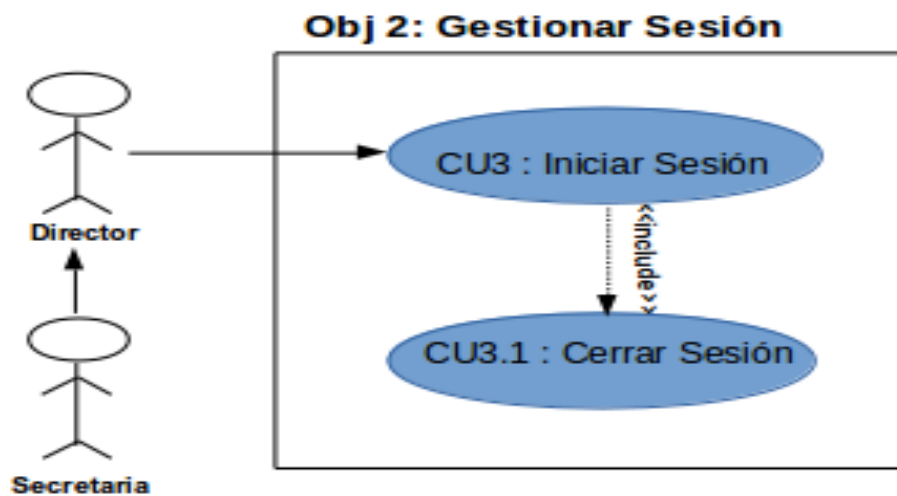 Obj 2: Gestionar Sesión
CU3 : Iniciar Sesión
Director
<<include>>
CU3.1 : Cerrar Sesión
Secretaria